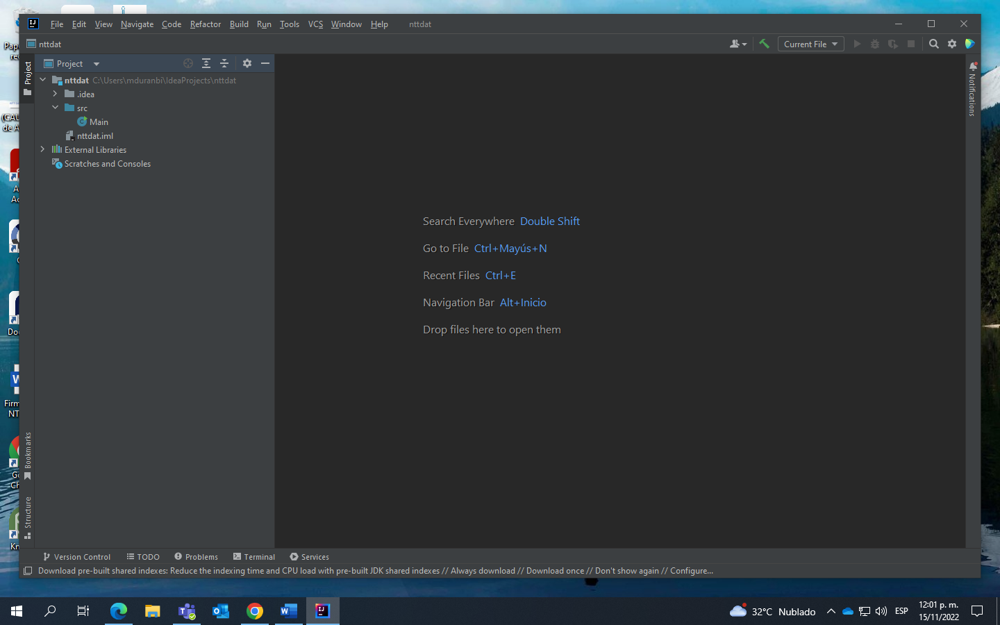 File Edit View Navigate Code Refactor Build Run Tools VCS Window Help nttdat
nttdat
Current File
Project
Project
nttdat C:\Users\mduranbi\IdeaProjects\nttdat
.idea
src
Main
nttdat.iml
External Libraries
Scratches and Consoles
Search Everywhere Double Shift
Go to File Ctrl+Mayús+N
Recent Files Ctrl+E
Navigation Bar Alt+Inicio
Drop files here to open them
Notifications
Bookmarks
Structure
Version Control TODO Problems Terminal Services
Download pre-built shared indexes: Reduce the indexing time and CPU load with pre-built JDK shared indexes // Always download // Download once // Don't show again // Configure...
32°C Nublado
ESP
12:01 p. m.
15/11/2022